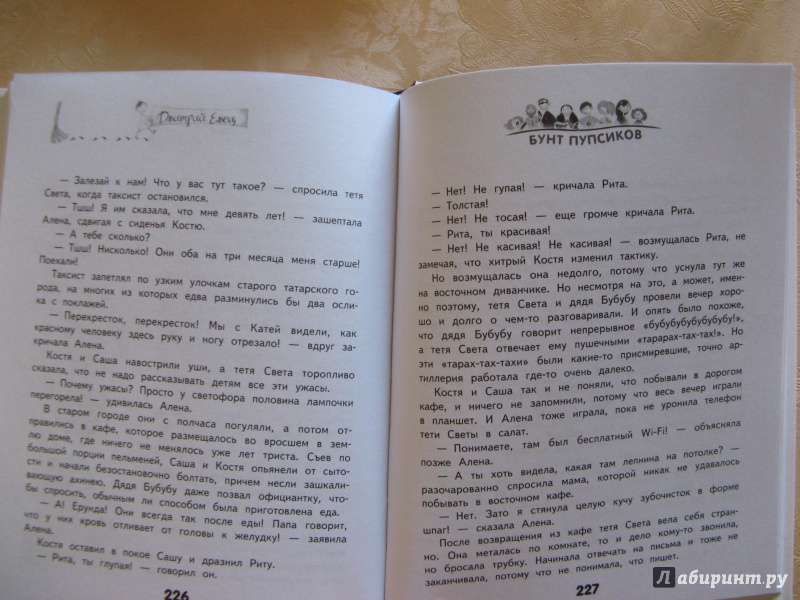 Дмитрий Емец
— Залезай к нам! Что у вас тут такое? — спросила тетя
Света, когда таксист остановился.
— Тшш! Я им сказала, что мне девять лет! — зашептала
Алена, сдвигая с сиденья Костю.
— А тебе сколько?
— Тшш! Нисколько! Они оба на три месяца меня старше!
Поехали!
Таксист запетлял по узким улочкам старого татарского го-
рода, на многих из которых едва разминулись бы два осли-
ка с поклажей.
— Перекресток, перекресток! Мы с Катей видели, как
красному человеку здесь руку и ногу отрезало! — вдруг за-
кричала Алена.
Костя и Саша навострили уши, а тетя Света торопливо
сказала, что не надо рассказывать детям все эти ужасы.
— Почему ужасы? Просто у светофора половина лампочки
перегорела! — удивилась Алена.
В старом городе они с полчаса погуляли, а потом от-
правились в кафе, которое размещалось во вросшем в зем-
лю доме, где ничего не менялось уже лет триста. Съев по
большой порции пельменей, Саша и Костя опьянели от сыто-
сти и начали безостановочно болтать, причем несли зашкали-
вающую ахинею. Дядя Бубубу даже позвал официантку, что-
бы спросить, обычным ли способом была приготовлена еда.
— А! Ерунда! Они всегда так после еды! Папа говорит,
что у них кровь отливает от головы к желудку! — заявила
Алена.
Костя оставил в покое Сашу и дразнил Риту.
— Рита, ты глупая! — говорил он.
226
БУНТ ПУПСИКОВ
— Нет! Не гупая! — кричала Рита.
— Толстая!
— Нет! Не тосая! — еще громче кричала Рита.
— Рита, ты красивая!
— Нет! Не касивая! Не касивая! — возмущалась Рита, не
замечая, что хитрый Костя изменил тактику.
Но возмущалась она недолго, потому что уснула тут же
на восточном диванчике. Но несмотря на это, а может, имен-
но поэтому, тетя Света и дядя Бубубу провели вечер хоро-
шо и долго о чем-то разговаривали. И опять было похоже,
что дядя Бубубу говорит непрерывное «бубубубубубубу!»,
а тетя Света отвечает ему пушечными «тарарах-тах-тах!». Но
эти «тарах-тах-тахи» были какие-то присмиревшие, точно ар-
тиллерия работала где-то очень далеко.
Костя и Саша так и не поняли, что побывали в дорогом
кафе, и ничего не запомнили, потому что весь вечер играли
в планшет. И Алена тоже играла, пока не уронила телефон
тети Светы в салат.
— Понимаете, там был бесплатный Wi-Fi! — объясняла
позже Алена.
— А ты хоть видела, какая там лепнина на потолке? —
разочарованно спросила мама, которой никак не удавалось
побывать в восточном кафе.
— Нет. Зато я стянула целую кучу зубочисток в форме
шпаг! — сказала Алена.
После возвращения из кафе тетя Света вела себя стран-
но. Она металась по комнате, то и дело кому-то звонила,
но бросала трубку. Начинала отвечать на письма и тоже не
заканчивала, потому что не понимала, что пишет.
227
Лабиринт.ру